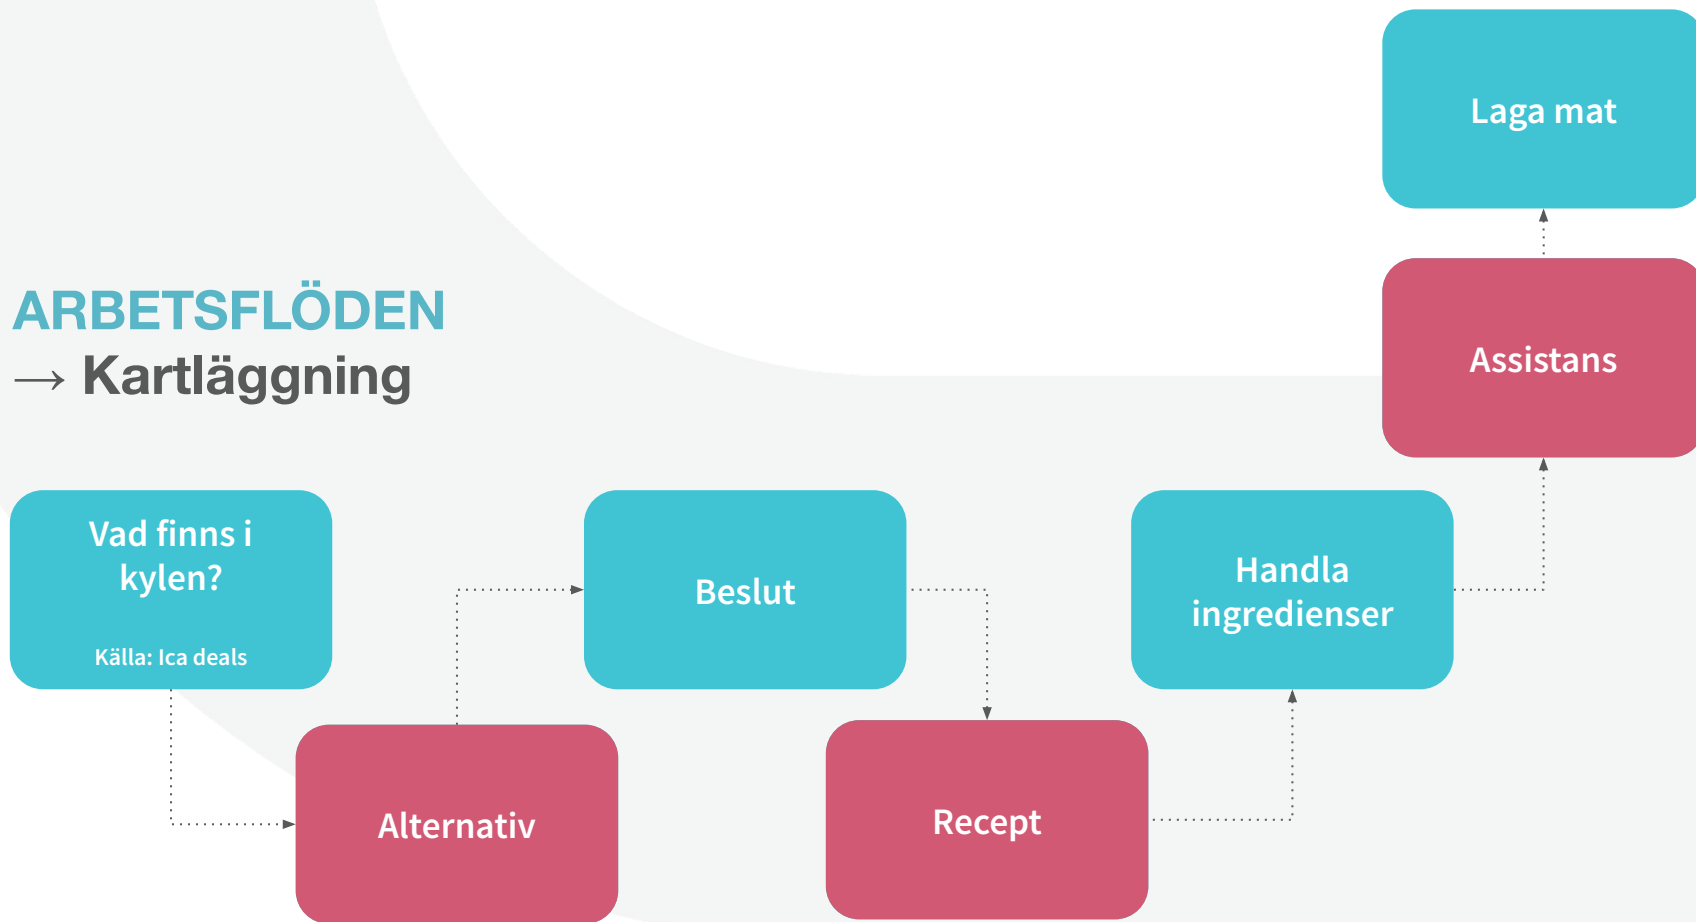 ARBETSFLÖDEN
→ Kartläggning
Vad finns i
kylen?
Källa: Ica deals
Alternativ
Beslut
Recept
Handla
ingredienser
Assistans
Laga mat